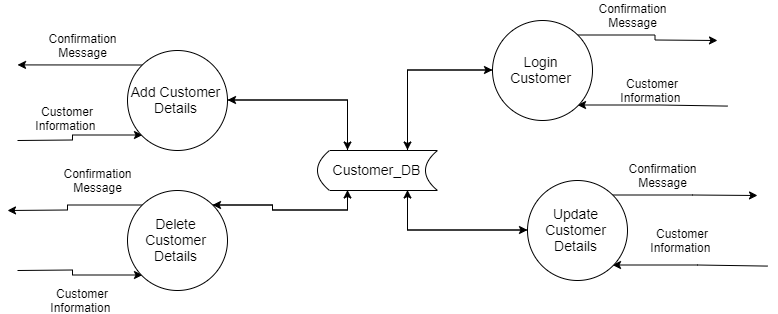 Confirmation
Message
Add Customer
Details
Customer
Information
Confirmation
Message
Login
Customer
Customer
Information
Customer_DB
Confirmation
Message
Delete
Customer
Details
Customer
Information
Confirmation
Message
Update
Customer
Details
Customer
Information